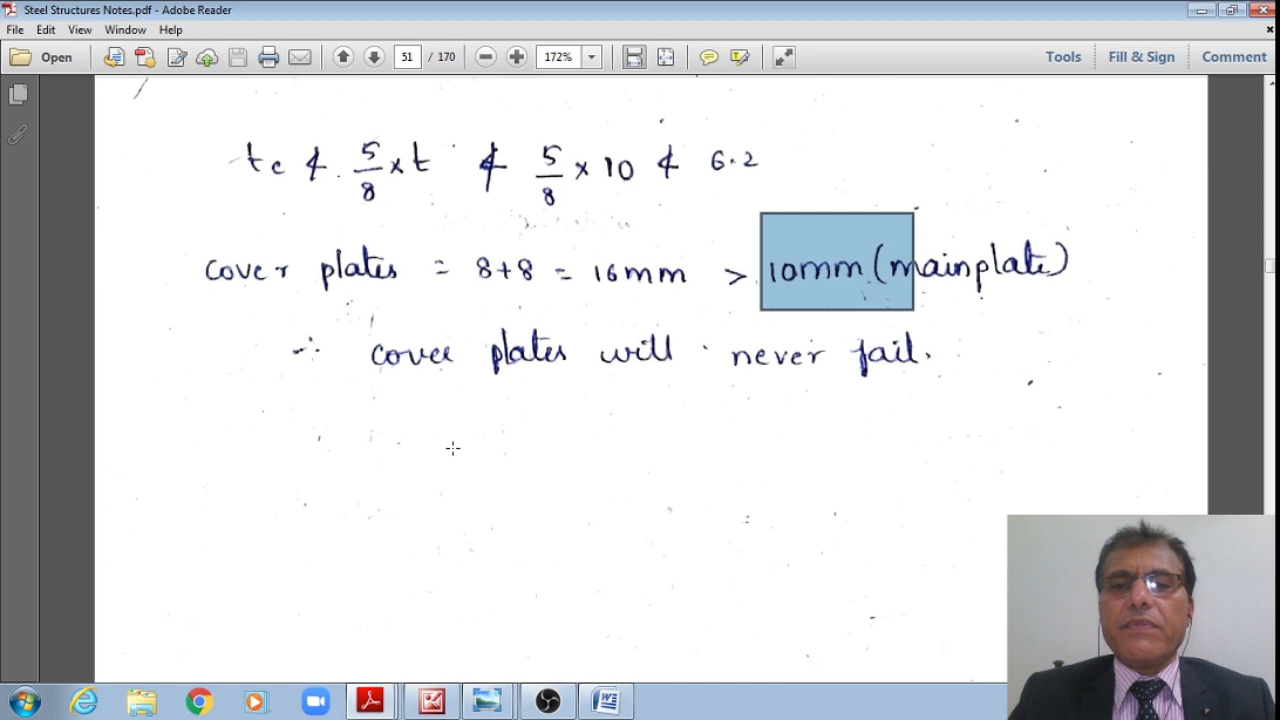 Steel Structures Notes.pdf - Adobe Reader
File Edit View Window Help
Open 51 / 170 172% Tools Fill & Sign Comment
tc ≮ 5/8 × t ≮ 5/8 × 10 ≮ 6.2
cover plates = 8+8 = 16mm > 10mm (main plate)
∴ cover plates will never fail.